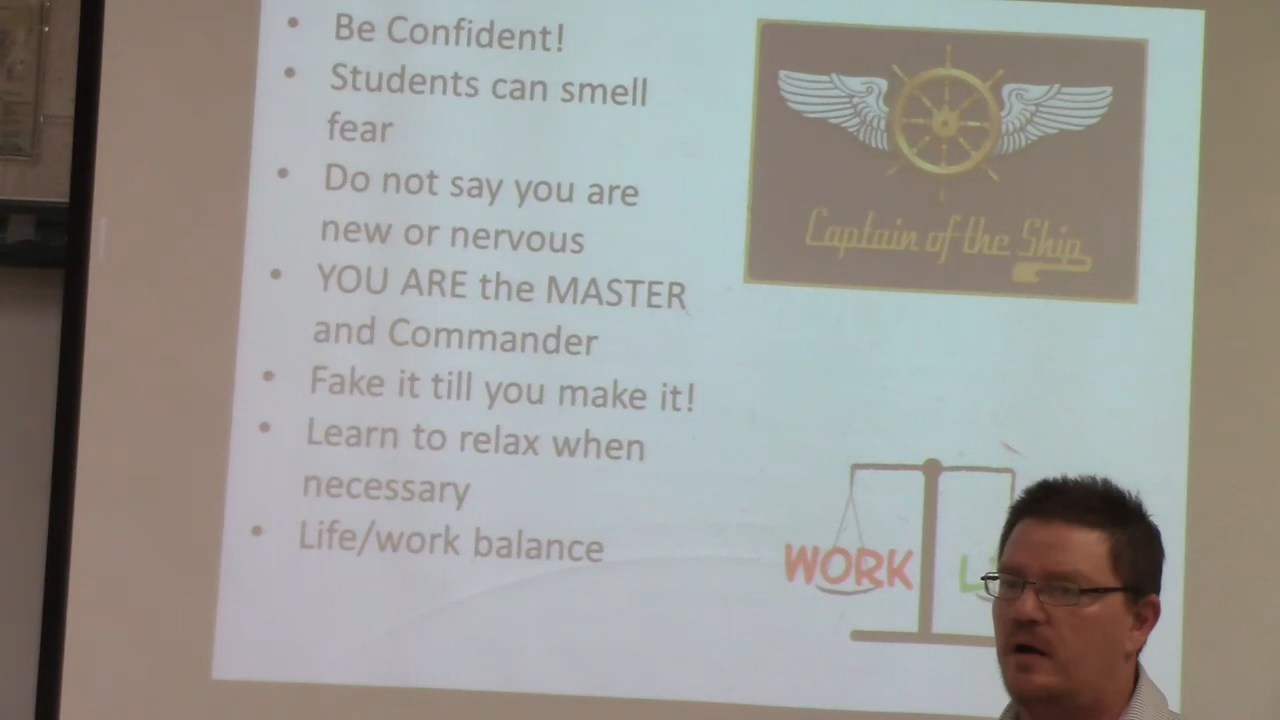 • Be Confident!
• Students can smell
fear
• Do not say you are
new or nervous
• YOU ARE the MASTER
and Commander
• Fake it till you make it!
• Learn to relax when
necessary
• Life/work balance
Captain of the Ship
WORK